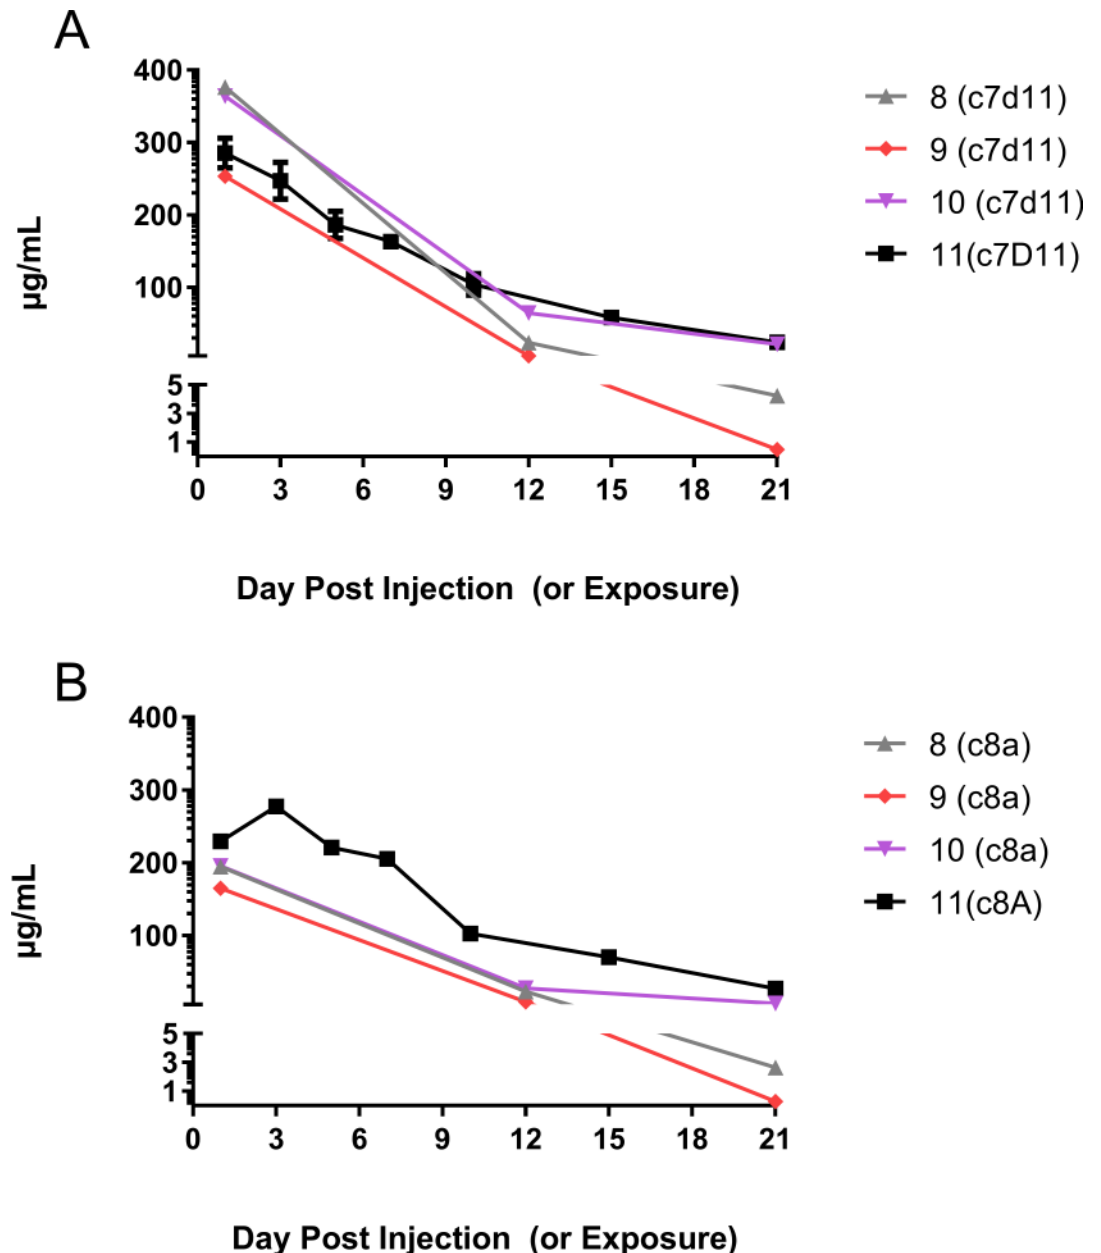 A
400
300
200
100
5
3
1
µg/mL
0 3 6 9 12 15 18 21
Day Post Injection (or Exposure)
8 (c7d11)
9 (c7d11)
10 (c7d11)
11(c7D11)
B
400
300
200
100
5
3
1
µg/mL
0 3 6 9 12 15 18 21
Day Post Injection (or Exposure)
8 (c8a)
9 (c8a)
10 (c8a)
11(c8A)